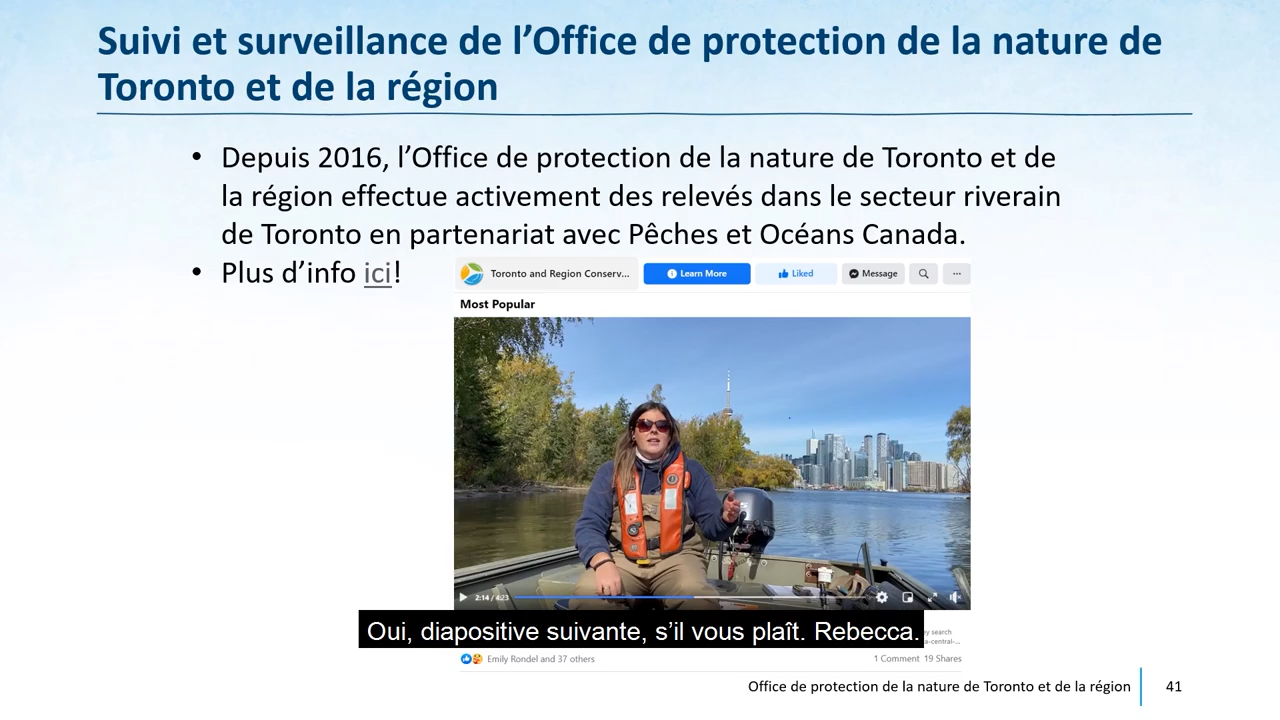 Suivi et surveillance de l’Office de protection de la nature de
Toronto et de la région
• Depuis 2016, l’Office de protection de la nature de Toronto et de
la région effectue activement des relevés dans le secteur riverain
de Toronto en partenariat avec Pêches et Océans Canada.
• Plus d’info ici!
Toronto and Region Conserv...
Learn More
Liked
Message
Most Popular
2:14 / 4:23
Oui, diapositive suivante, s’il vous plaît. Rebecca.
search
a-central-...
Emily Rondel and 37 others
1 Comment 19 Shares
Office de protection de la nature de Toronto et de la région
41